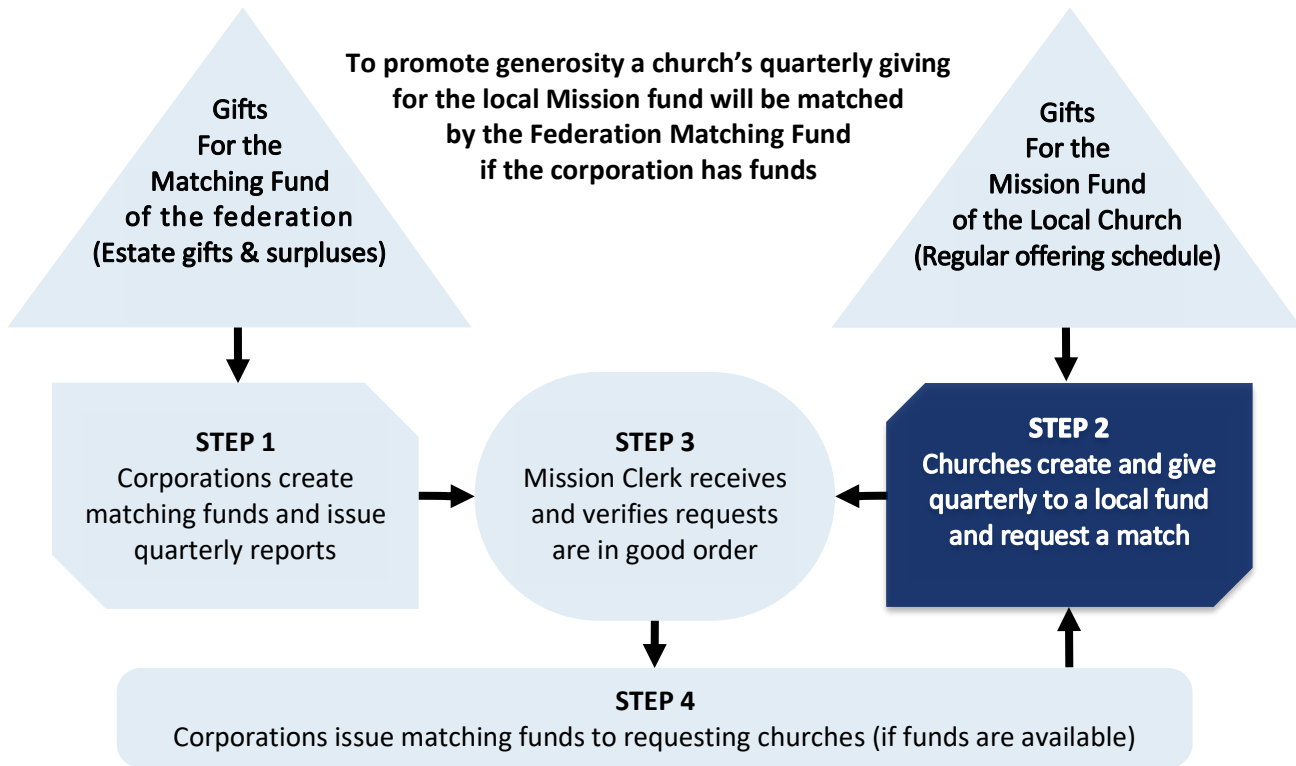 To promote generosity a church’s quarterly giving
for the local Mission fund will be matched
by the Federation Matching Fund
if the corporation has funds
Gifts
For the
Matching Fund
of the federation
(Estate gifts & surpluses)
Gifts
For the
Mission Fund
of the Local Church
(Regular offering schedule)
STEP 1
Corporations create
matching funds and issue
quarterly reports
STEP 3
Mission Clerk receives
and verifies requests
are in good order
STEP 2
Churches create and give
quarterly to a local fund
and request a match
STEP 4
Corporations issue matching funds to requesting churches (if funds are available)